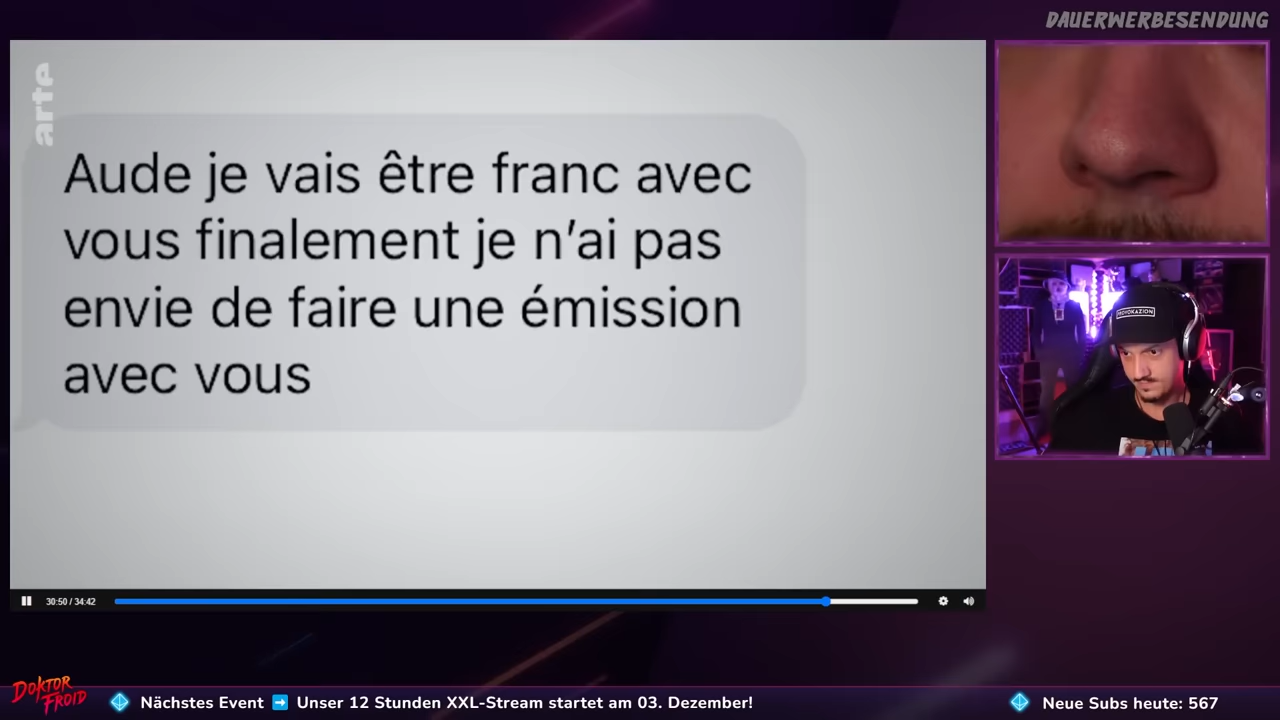 DAUERWERBESENDUNG
arte
Aude je vais être franc avec
vous finalement je n’ai pas
envie de faire une émission
avec vous
PROVOKAZION
30:50 / 34:42
DOKTOR
FROID
Nächstes Event ➡ Unser 12 Stunden XXL-Stream startet am 03. Dezember!
Neue Subs heute: 567